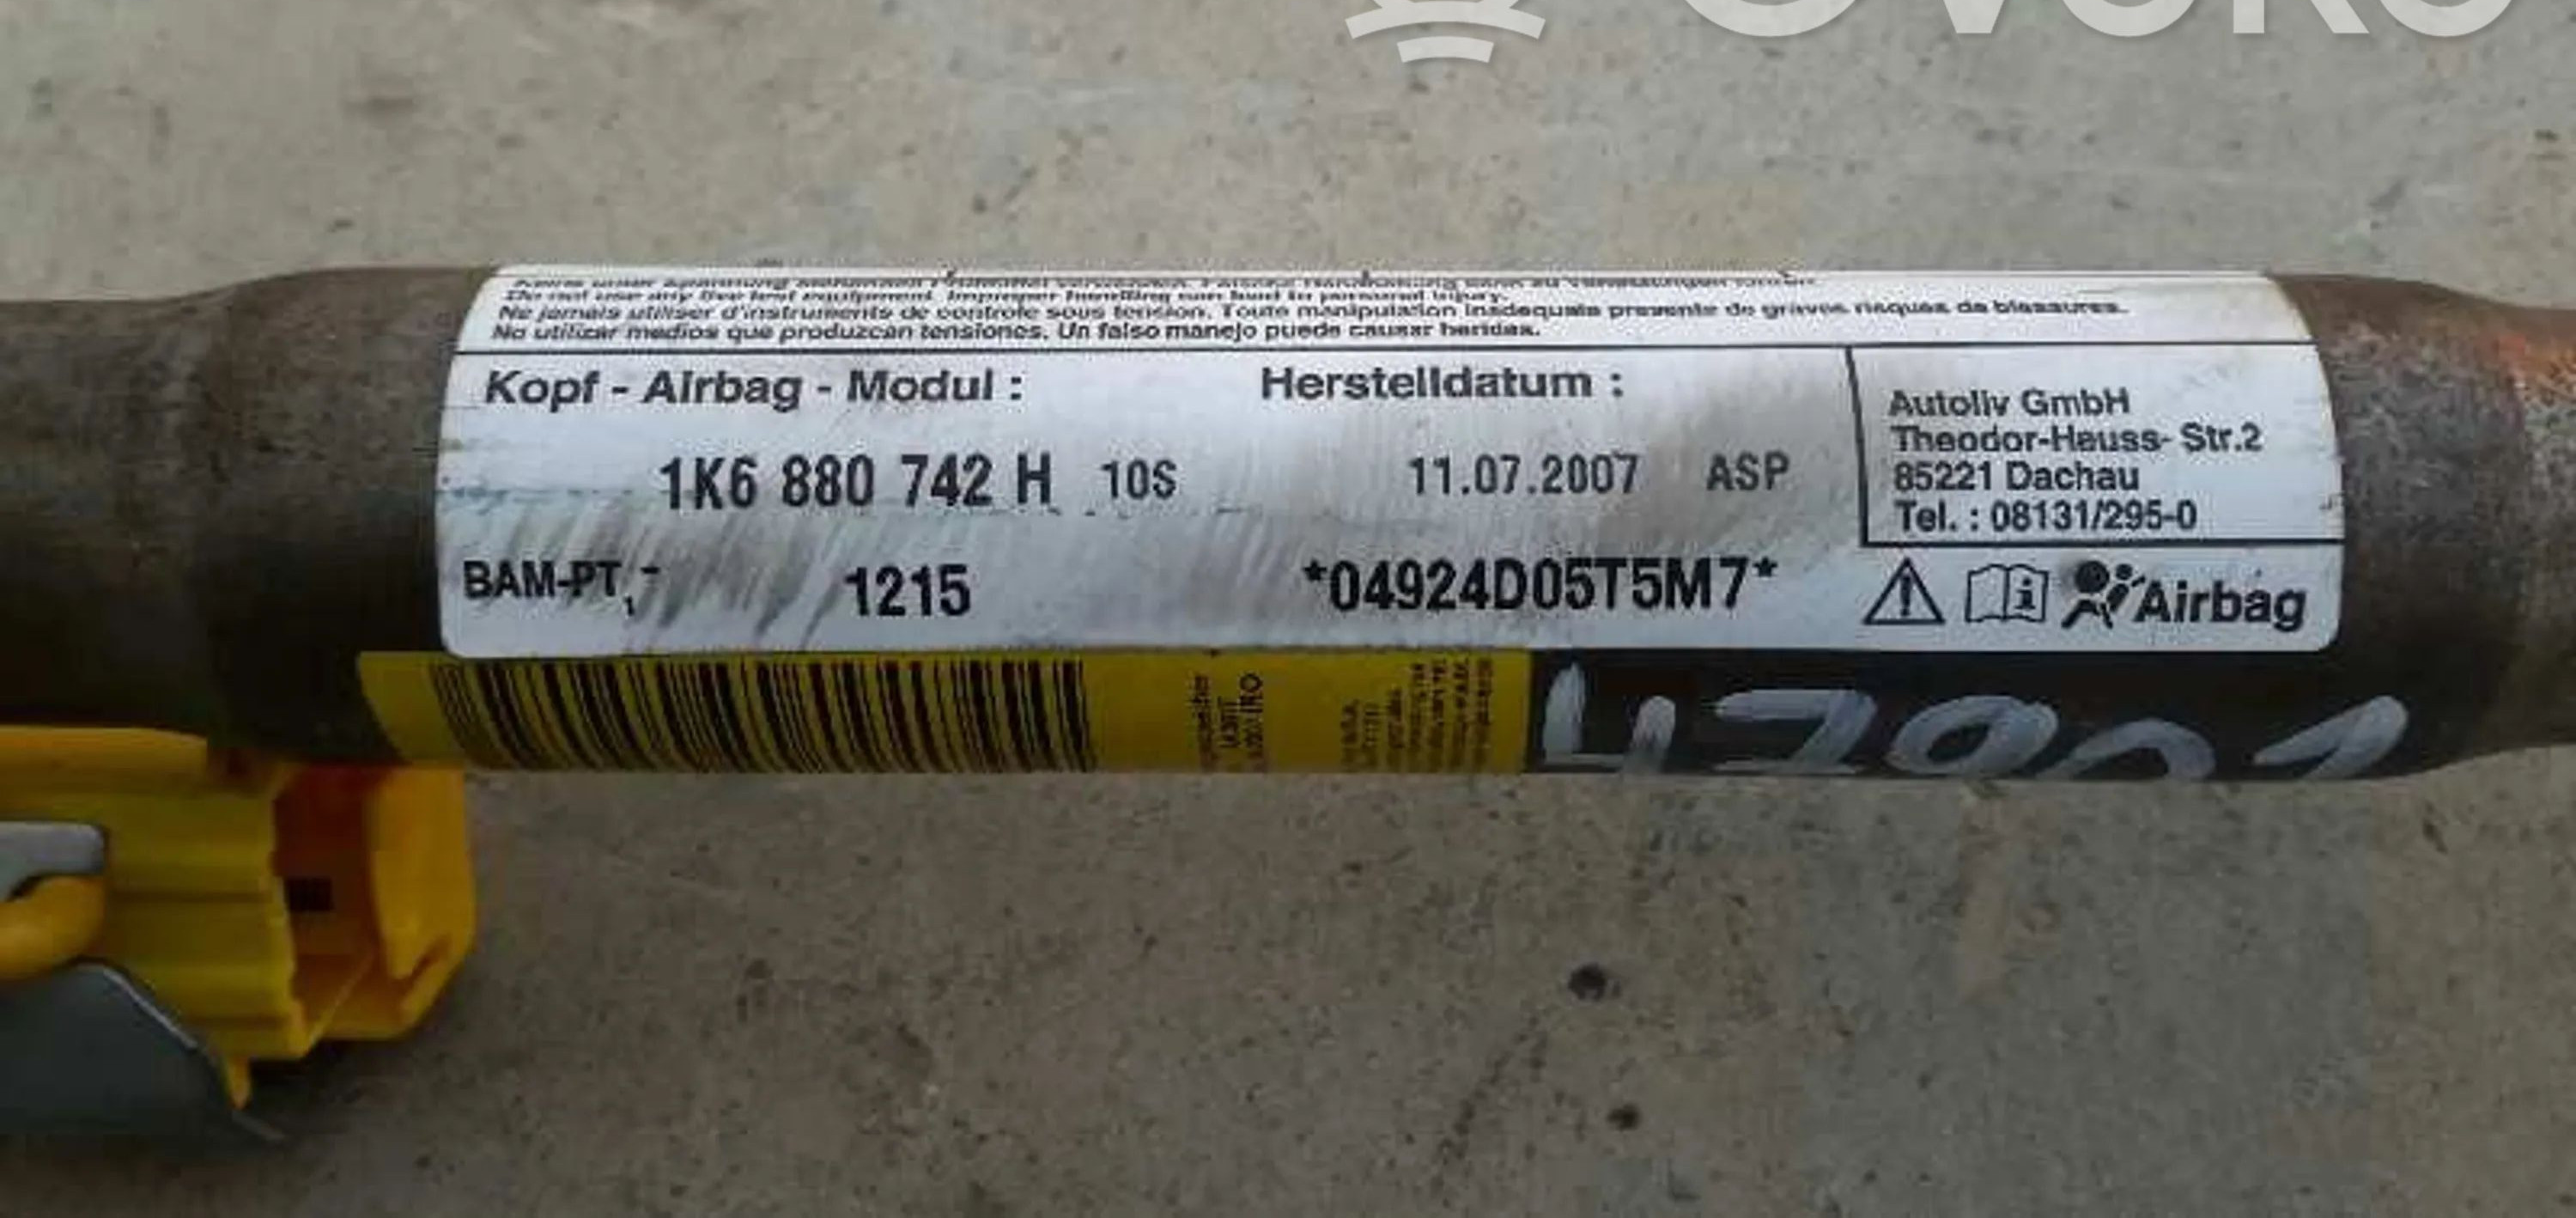 Do not use any live test equipment. Improper handling can lead to personal injury.
Ne jamais utiliser d'instruments de controle sous tension. Toute manipulation inadequate presente de graves risques de blessures.
No utilizar medios que produzcan tensiones. Un falso manejo puede causar heridas.
Kopf - Airbag - Modul :
Herstelldatum :
1K6 880 742 H 10S
11.07.2007 ASP
BAM-PT₁-
1215
*04924D05T5M7*
Autoliv GmbH
Theodor-Heuss- Str.2
85221 Dachau
Tel. : 08131/295-0
Airbag